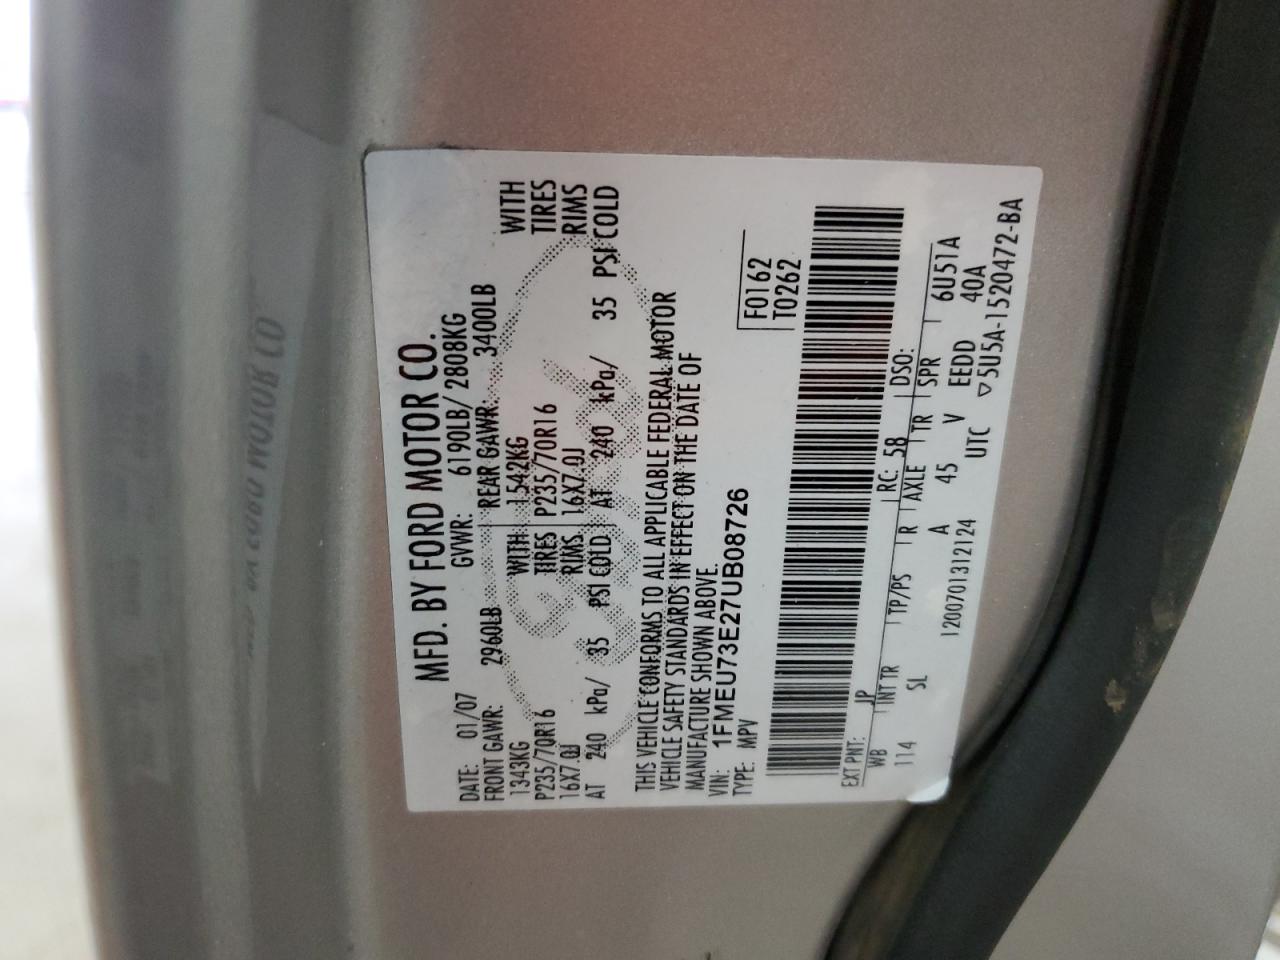 MFD. BY FORD MOTOR CO.
DATE: 01/07 GVWR: 6190LB/ 2808KG
FRONT GAWR: 2960LB REAR GAWR: 3400LB
1343KG WITH 1542KG WITH
P235/70R16 TIRES P235/70R16 TIRES
16X7.0J RIMS 16X7.0J RIMS
AT 240 kPa/ 35 PSI COLD AT 240 kPa/ 35 PSI COLD
THIS VEHICLE CONFORMS TO ALL APPLICABLE FEDERAL MOTOR
VEHICLE SAFETY STANDARDS IN EFFECT ON THE DATE OF
MANUFACTURE SHOWN ABOVE.
VIN: 1FMEU73E27UB08726
TYPE: MPV
F0162
T0262
EXT PNT: JP RC: 58 DSO:
WB INT TR TP/PS R AXLE TR SPR 6U51A
114 SL A 45 V EEDD 40A
1200701312124 UTC ▽5U5A-1520472-BA